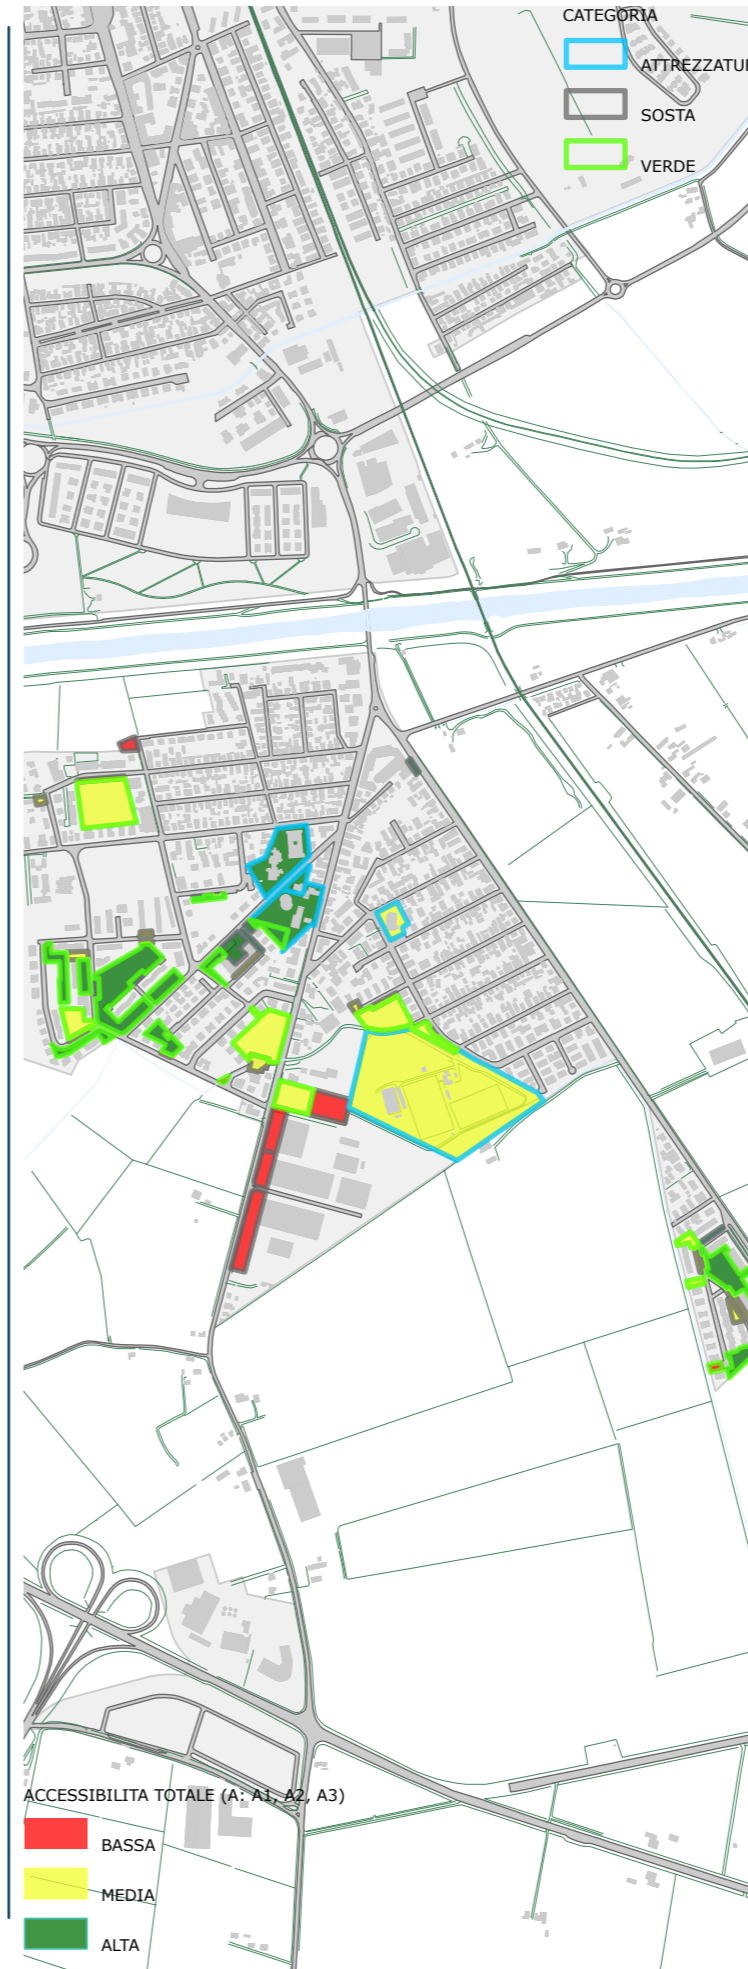 CATEGORIA
SOSTA
VERDE
ACCESSIBILITA TOTALE (A: A1, A2, A3)
BASSA
MEDIA
ALTA